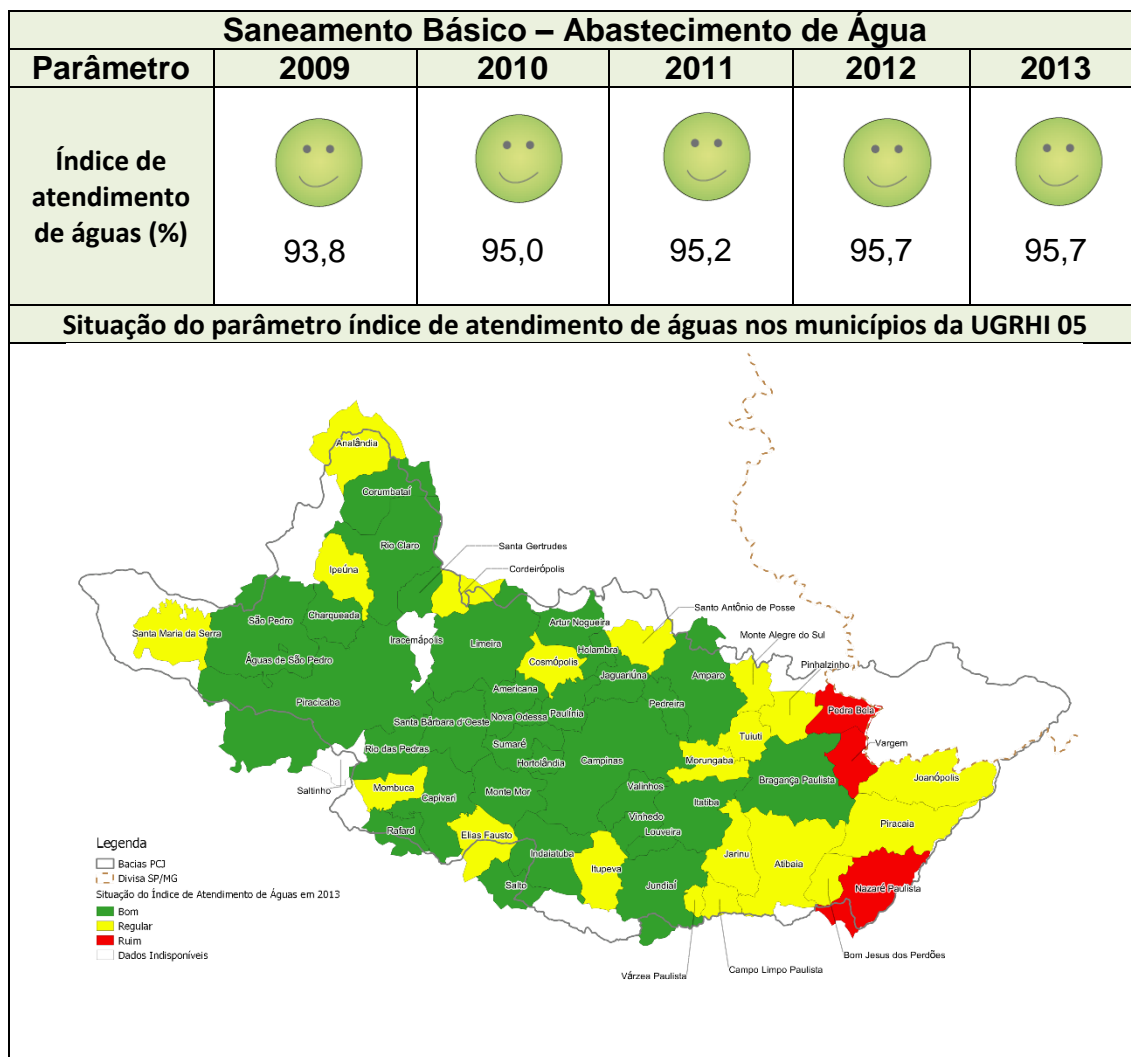 Saneamento Básico – Abastecimento de Água
Parâmetro 2009 2010 2011 2012 2013
Índice de
atendimento
de águas (%)
93,8 95,0 95,2 95,7 95,7
Situação do parâmetro índice de atendimento de águas nos municípios da UGRHI 05
Analândia
Corumbataí
Rio Claro
Santa Gertrudes
Ipeúna
Cordeirópolis
Santo Antônio de Posse
São Pedro
Charqueada
Artur Nogueira
Santa Maria da Serra
Iracemápolis
Limeira
Holambra
Monte Alegre do Sul
Águas de São Pedro
Cosmópolis
Jaguariúna
Amparo
Pinhalzinho
Americana
Piracicaba
Pedreira
Pedra Bela
Santa Bárbara d'Oeste
Nova Odessa
Paulínia
Tuiuti
Vargem
Rio das Pedras
Sumaré
Hortolândia
Campinas
Morungaba
Bragança Paulista
Joanópolis
Saltinho
Mombuca
Capivari
Monte Mor
Valinhos
Itatiba
Vinhedo
Piracaia
Rafard
Elias Fausto
Louveira
Indaiatuba
Itupeva
Jarinu
Atibaia
Salto
Jundiaí
Nazaré Paulista
Bom Jesus dos Perdões
Várzea Paulista
Campo Limpo Paulista
Legenda
Bacias PCJ
Divisa SP/MG
Situação do Índice de Atendimento de Águas em 2013
Bom
Regular
Ruim
Dados Indisponíveis